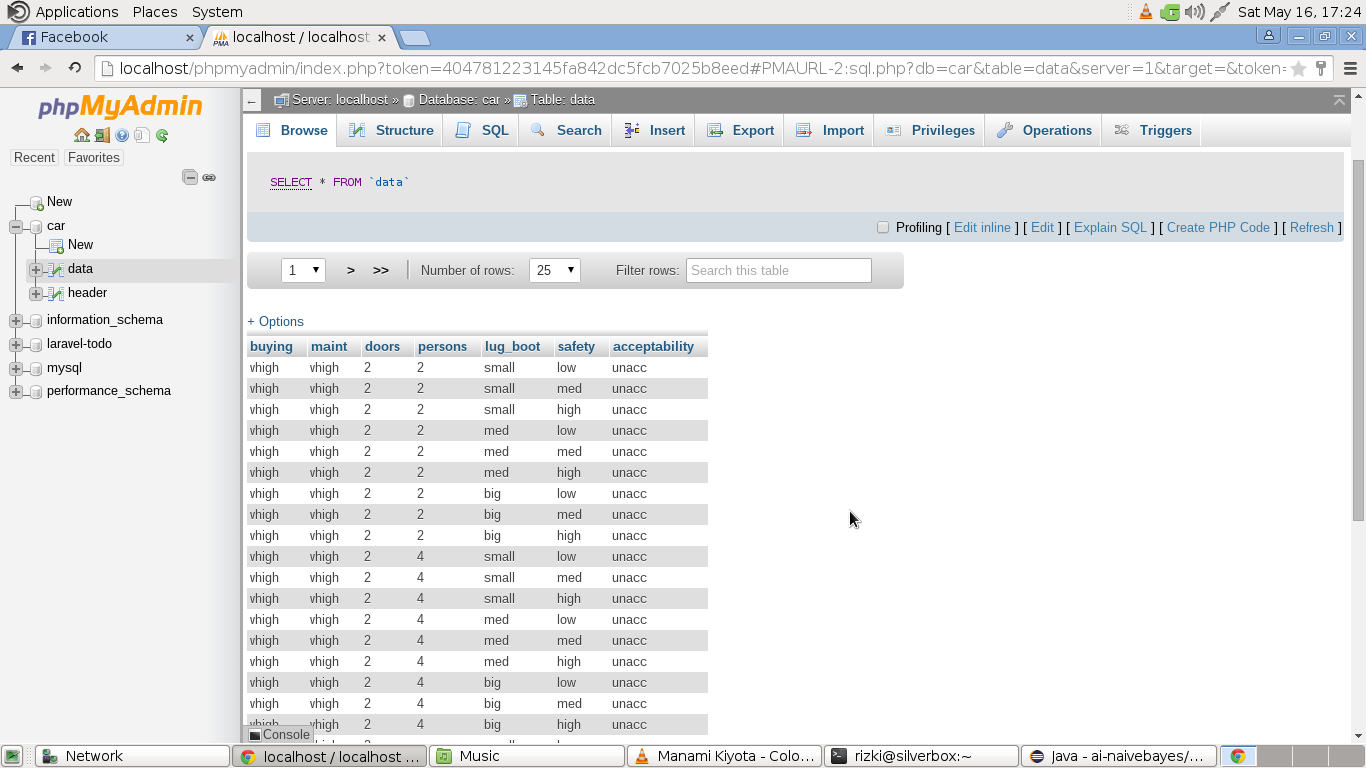 Applications Places System Sat May 16, 17:24
Facebook × localhost / localhost ×
localhost/phpmyadmin/index.php?token=404781223145fa842dc5fcb7025b8eed#PMAURL-2:sql.php?db=car&table=data&server=1&target=&token=
phpMyAdmin
Recent Favorites
New
car
New
data
header
information_schema
laravel-todo
mysql
performance_schema
Server: localhost » Database: car » Table: data
Browse Structure SQL Search Insert Export Import Privileges Operations Triggers
SELECT * FROM `data`
Profiling [ Edit inline ] [ Edit ] [ Explain SQL ] [ Create PHP Code ] [ Refresh ]
1 > >> Number of rows: 25 Filter rows: Search this table
+ Options
buying maint doors persons lug_boot safety acceptability
vhigh vhigh 2 2 small low unacc
vhigh vhigh 2 2 small med unacc
vhigh vhigh 2 2 small high unacc
vhigh vhigh 2 2 med low unacc
vhigh vhigh 2 2 med med unacc
vhigh vhigh 2 2 med high unacc
vhigh vhigh 2 2 big low unacc
vhigh vhigh 2 2 big med unacc
vhigh vhigh 2 2 big high unacc
vhigh vhigh 2 4 small low unacc
vhigh vhigh 2 4 small med unacc
vhigh vhigh 2 4 small high unacc
vhigh vhigh 2 4 med low unacc
vhigh vhigh 2 4 med med unacc
vhigh vhigh 2 4 med high unacc
vhigh vhigh 2 4 big low unacc
vhigh vhigh 2 4 big med unacc
vhigh vhigh 2 4 big high unacc
Console
Network localhost / localhost ... Music Manami Kiyota - Colo... rizki@silverbox:~ Java - ai-naivebayes/...